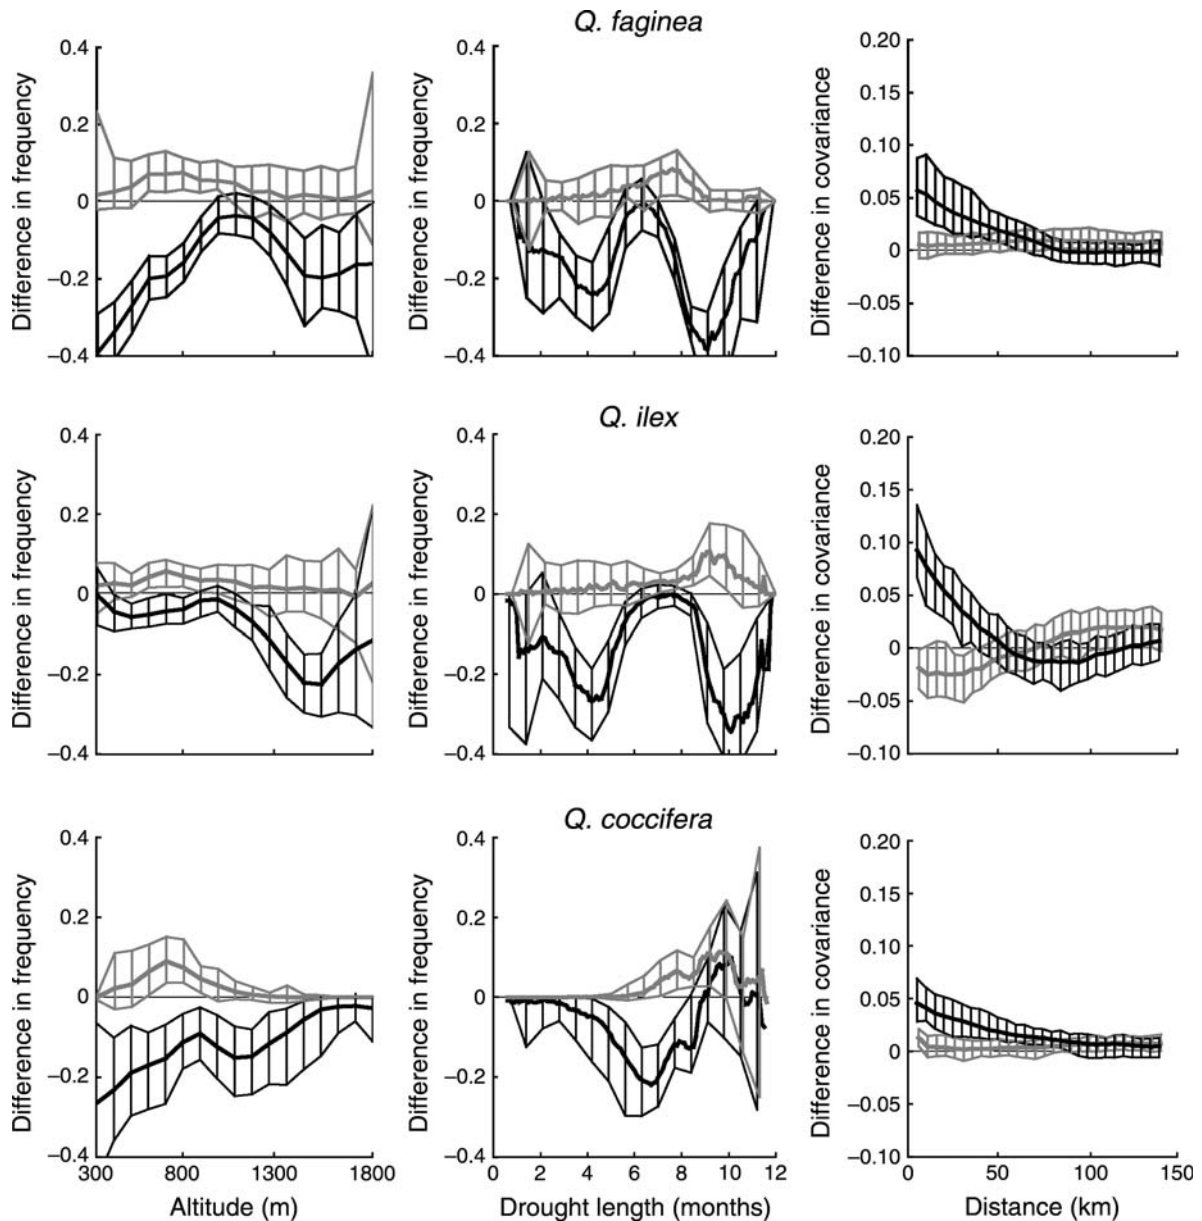 Q. faginea
Difference in frequency
0.4
0.2
0
−0.2
−0.4
Difference in frequency
0.4
0.2
0
−0.2
−0.4
Difference in covariance
0.20
0.15
0.10
0.05
0
−0.05
−0.10
Q. ilex
Difference in frequency
0.4
0.2
0
−0.2
−0.4
Difference in frequency
0.4
0.2
0
−0.2
−0.4
Difference in covariance
0.20
0.15
0.10
0.05
0
−0.05
−0.10
Q. coccifera
Difference in frequency
0.4
0.2
0
−0.2
−0.4
300 800 1300 1800
Altitude (m)
Difference in frequency
0.4
0.2
0
−0.2
−0.4
0 2 4 6 8 10 12
Drought length (months)
Difference in covariance
0.20
0.15
0.10
0.05
0
−0.05
−0.10
0 50 100 150
Distance (km)